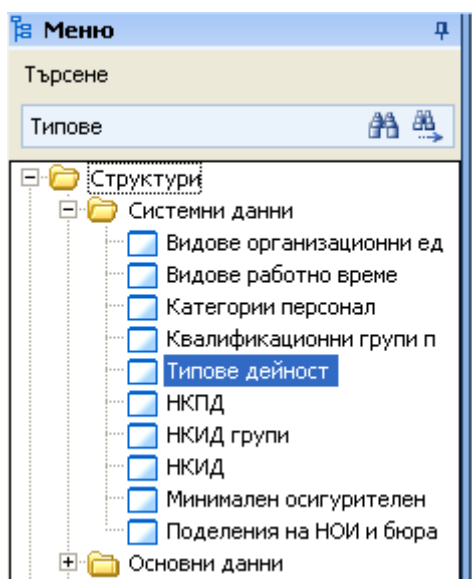 Меню
Търсене
Типове
Структури
Системни данни
Видове организационни ед
Видове работно време
Категории персонал
Квалификационни групи п
Типове дейност
НКПД
НКИД групи
НКИД
Минимален осигурителен
Поделения на НОИ и бюра
Основни данни